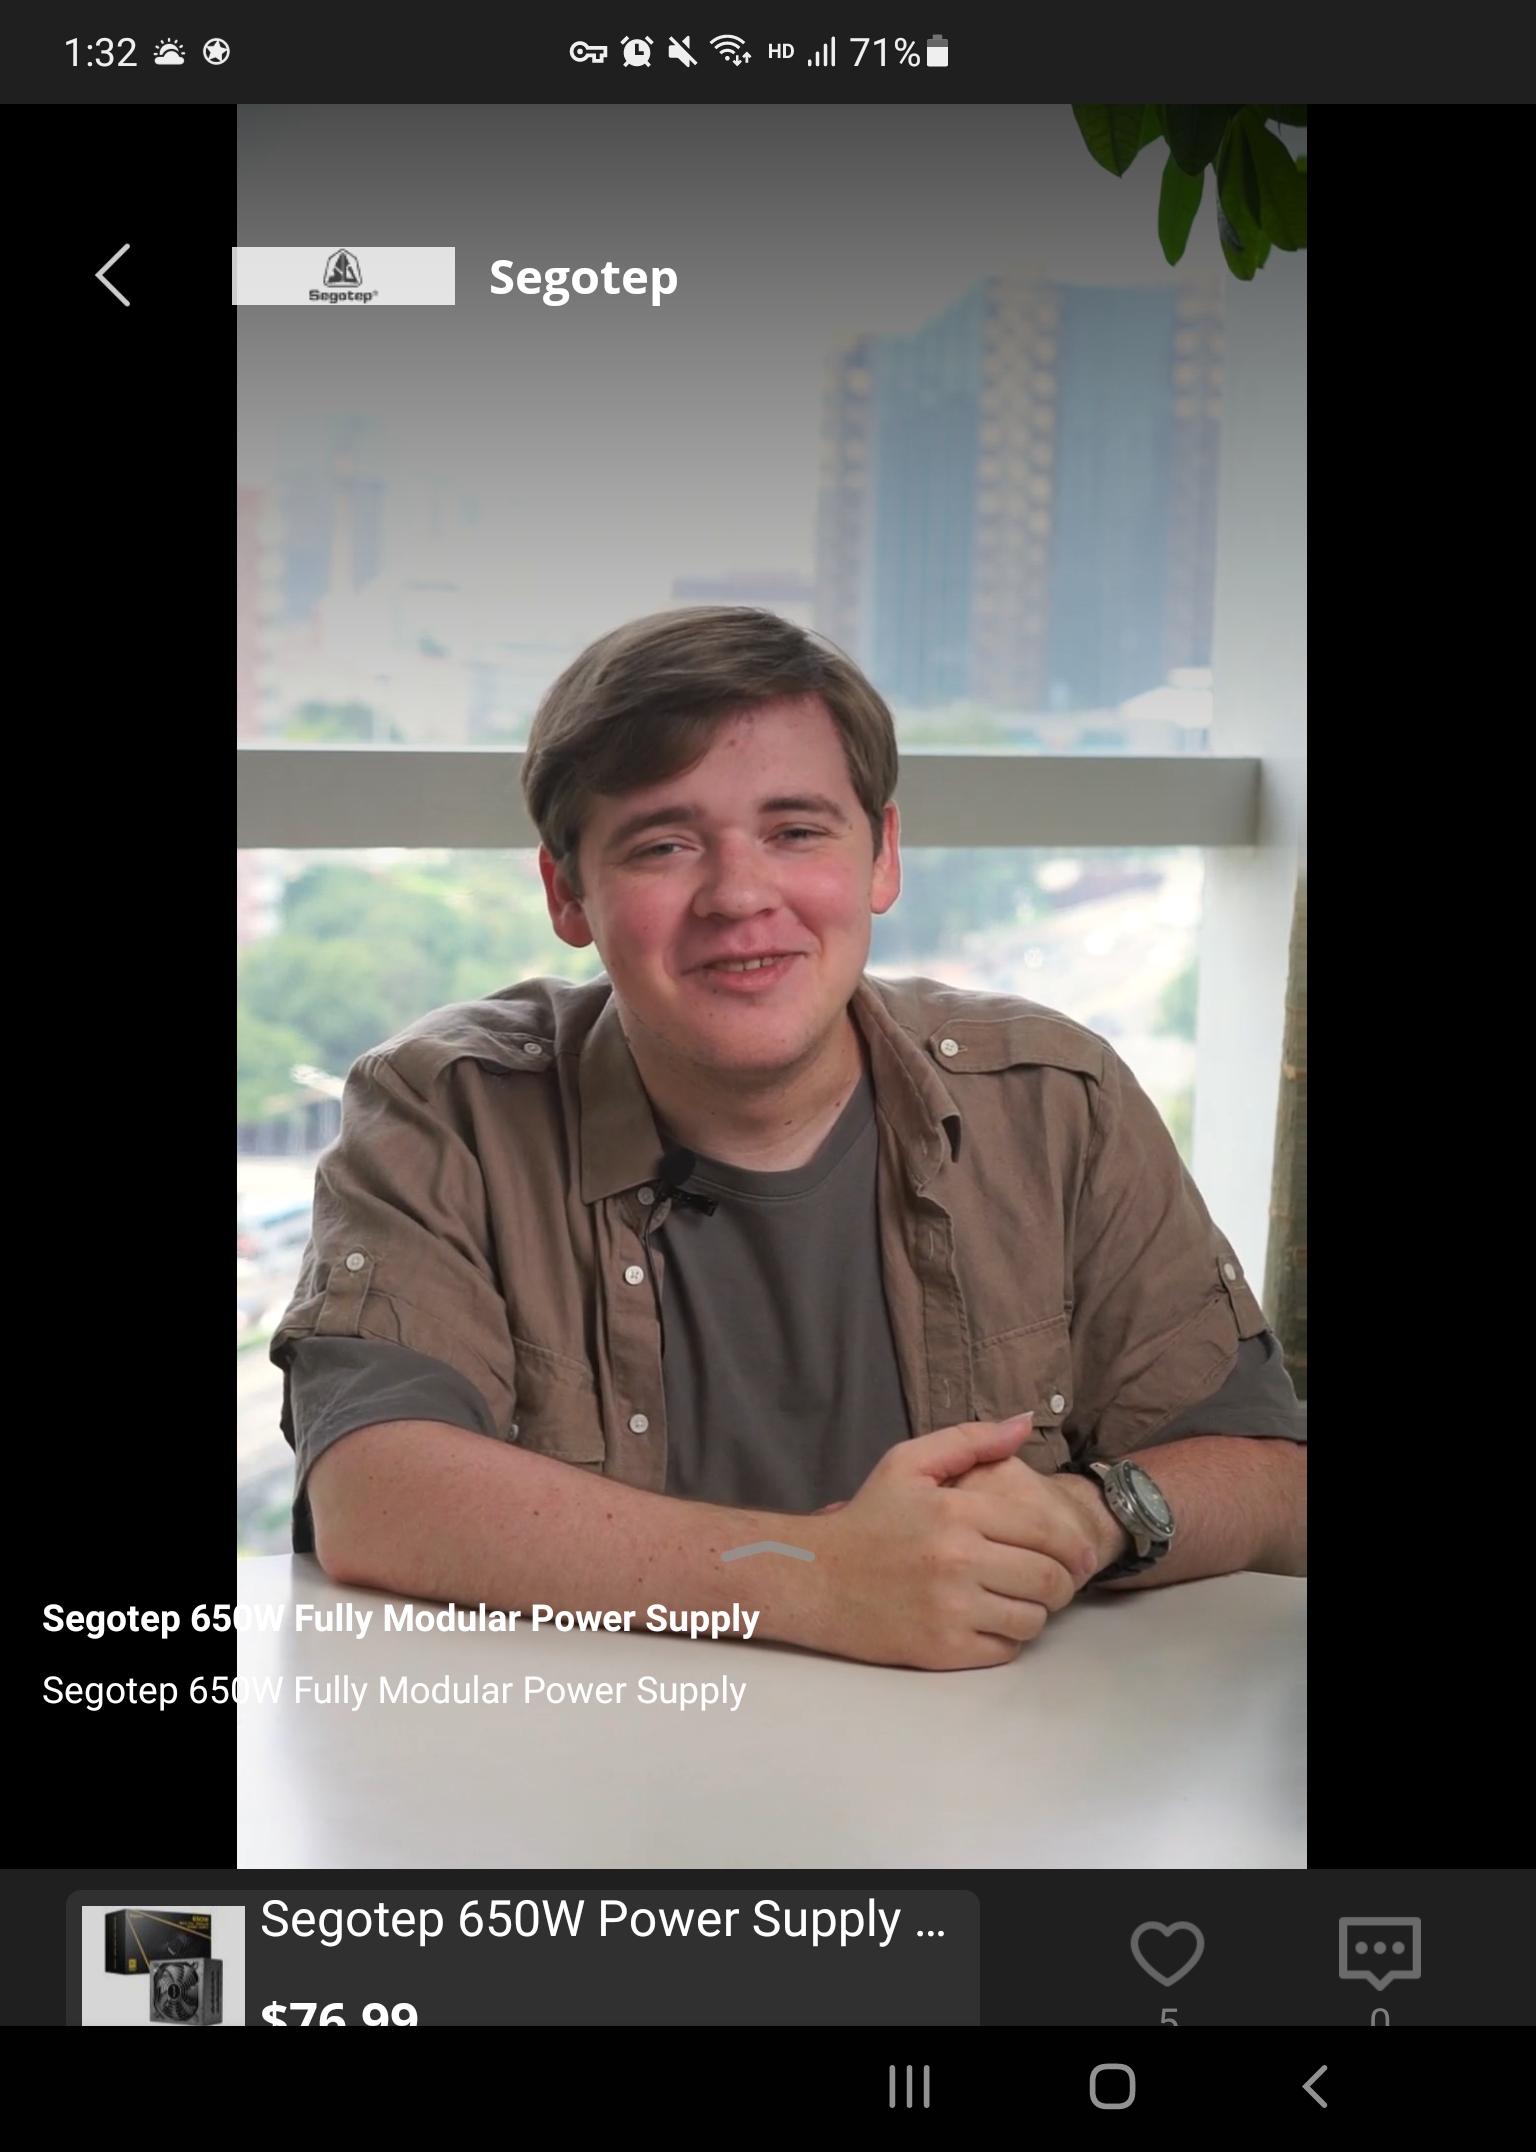 1:32
HD 71%
Segotep
Segotep
Segotep 650W Fully Modular Power Supply
Segotep 650W Fully Modular Power Supply
Segotep 650W Power Supply ...
$76.99
5
0